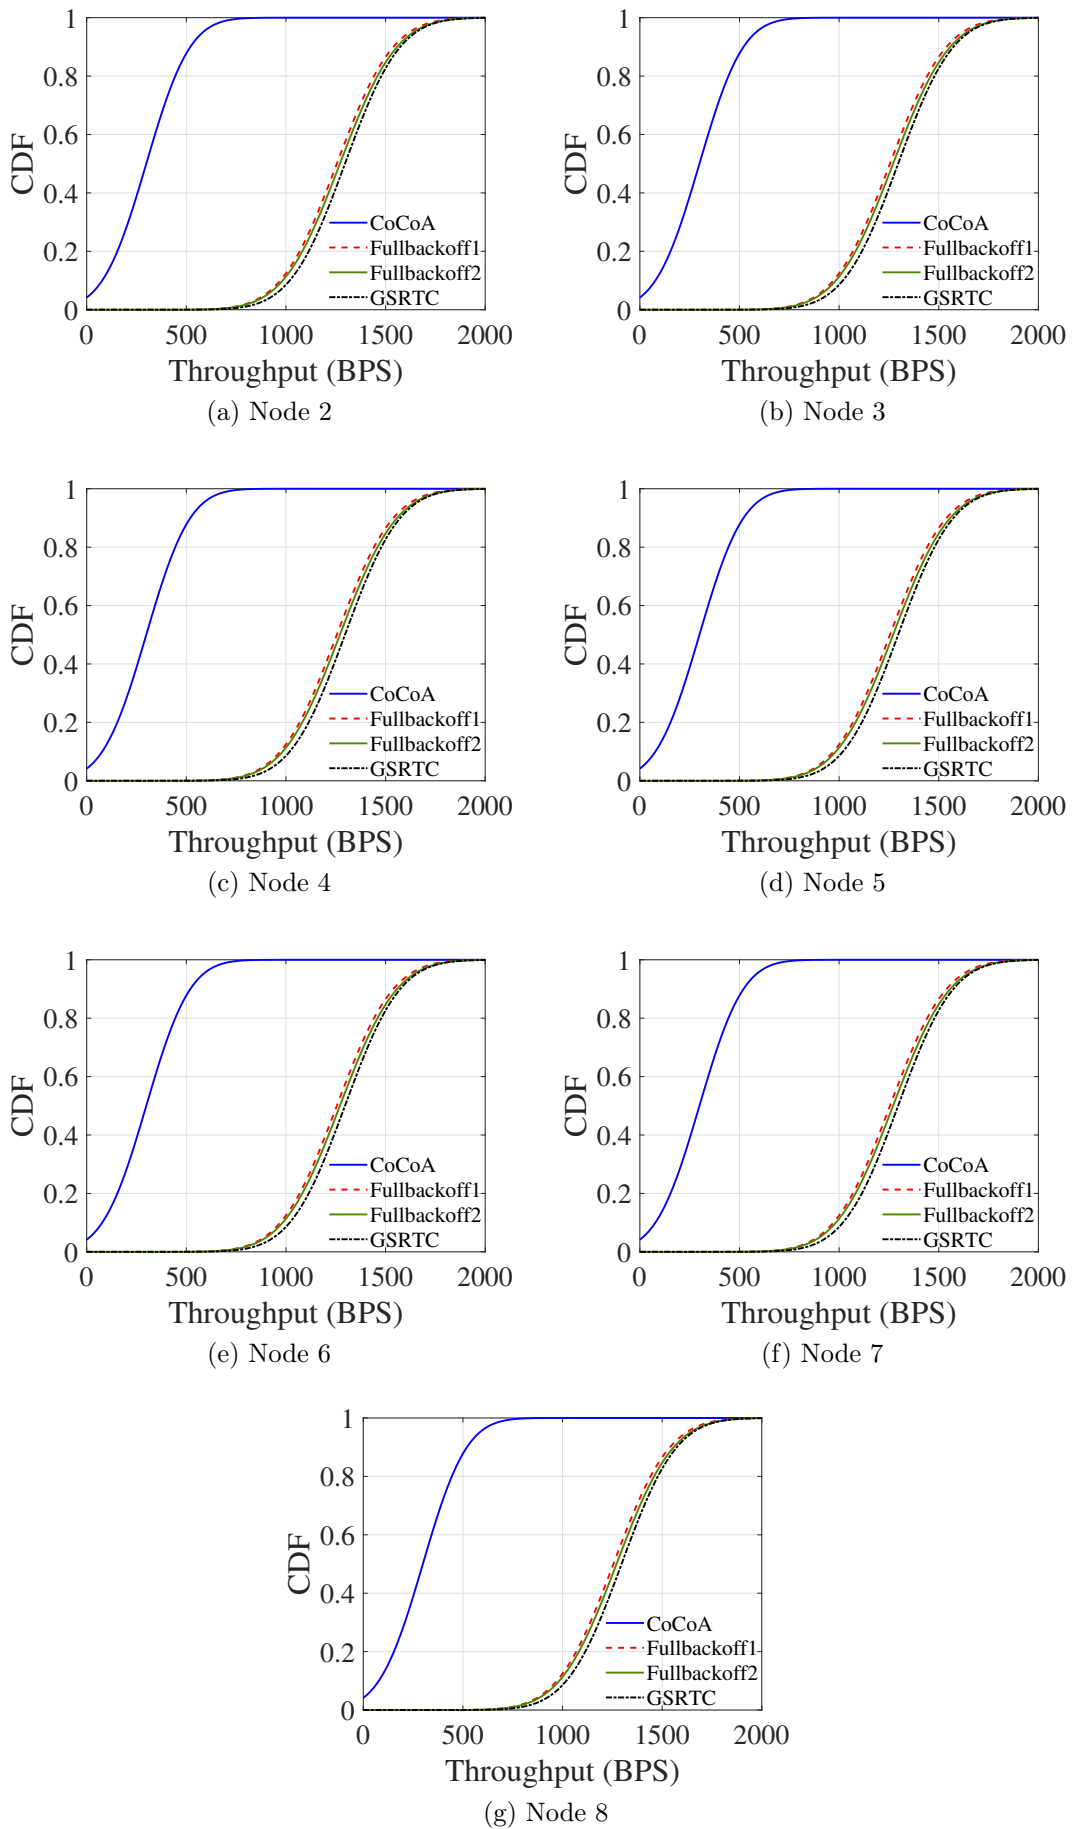 1
0.8
0.6
0.4
0.2
0
CDF
CoCoA
Fullbackoff1
Fullbackoff2
GSRTC
0 500 1000 1500 2000
Throughput (BPS)
(a) Node 2
1
0.8
0.6
0.4
0.2
0
CDF
CoCoA
Fullbackoff1
Fullbackoff2
GSRTC
0 500 1000 1500 2000
Throughput (BPS)
(b) Node 3
1
0.8
0.6
0.4
0.2
0
CDF
CoCoA
Fullbackoff1
Fullbackoff2
GSRTC
0 500 1000 1500 2000
Throughput (BPS)
(c) Node 4
1
0.8
0.6
0.4
0.2
0
CDF
CoCoA
Fullbackoff1
Fullbackoff2
GSRTC
0 500 1000 1500 2000
Throughput (BPS)
(d) Node 5
1
0.8
0.6
0.4
0.2
0
CDF
CoCoA
Fullbackoff1
Fullbackoff2
GSRTC
0 500 1000 1500 2000
Throughput (BPS)
(e) Node 6
1
0.8
0.6
0.4
0.2
0
CDF
CoCoA
Fullbackoff1
Fullbackoff2
GSRTC
0 500 1000 1500 2000
Throughput (BPS)
(f) Node 7
1
0.8
0.6
0.4
0.2
0
CDF
CoCoA
Fullbackoff1
Fullbackoff2
GSRTC
0 500 1000 1500 2000
Throughput (BPS)
(g) Node 8